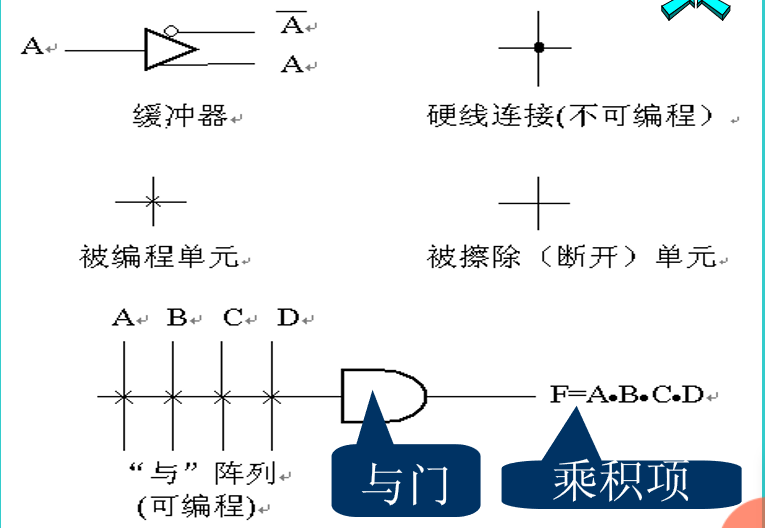 A
A̅
A
缓冲器
硬线连接(不可编程）
被编程单元
被擦除（断开）单元
A B C D
F=A•B•C•D
“与”阵列
(可编程)
与门
乘积项